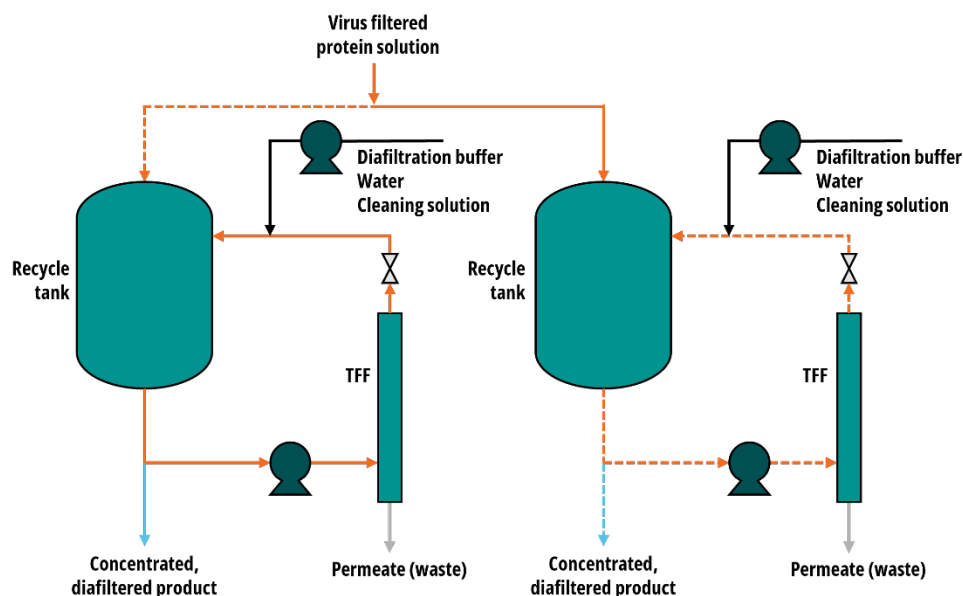 Virus filtered
protein solution
Diafiltration buffer
Water
Cleaning solution
Diafiltration buffer
Water
Cleaning solution
Recycle
tank
Recycle
tank
TFF
TFF
Concentrated,
diafiltered product
Permeate (waste)
Concentrated,
diafiltered product
Permeate (waste)